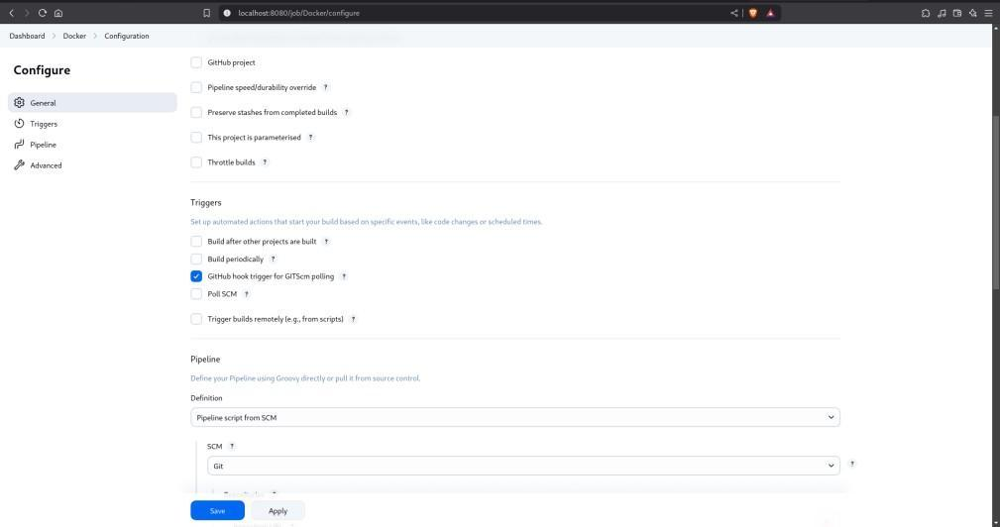 localhost:8080/job/Docker/configure
Dashboard > Docker > Configuration
Configure
General
Triggers
Pipeline
Advanced
GitHub project
Pipeline speed/durability override ?
Preserve stashes from completed builds ?
This project is parameterised ?
Throttle builds ?
Triggers
Set up automated actions that start your build based on specific events, like code changes or scheduled times.
Build after other projects are built ?
Build periodically ?
GitHub hook trigger for GITScm polling ?
Poll SCM ?
Trigger builds remotely (e.g., from scripts) ?
Pipeline
Define your Pipeline using Groovy directly or pull it from source control.
Definition
Pipeline script from SCM
SCM ?
Git ?
Save Apply